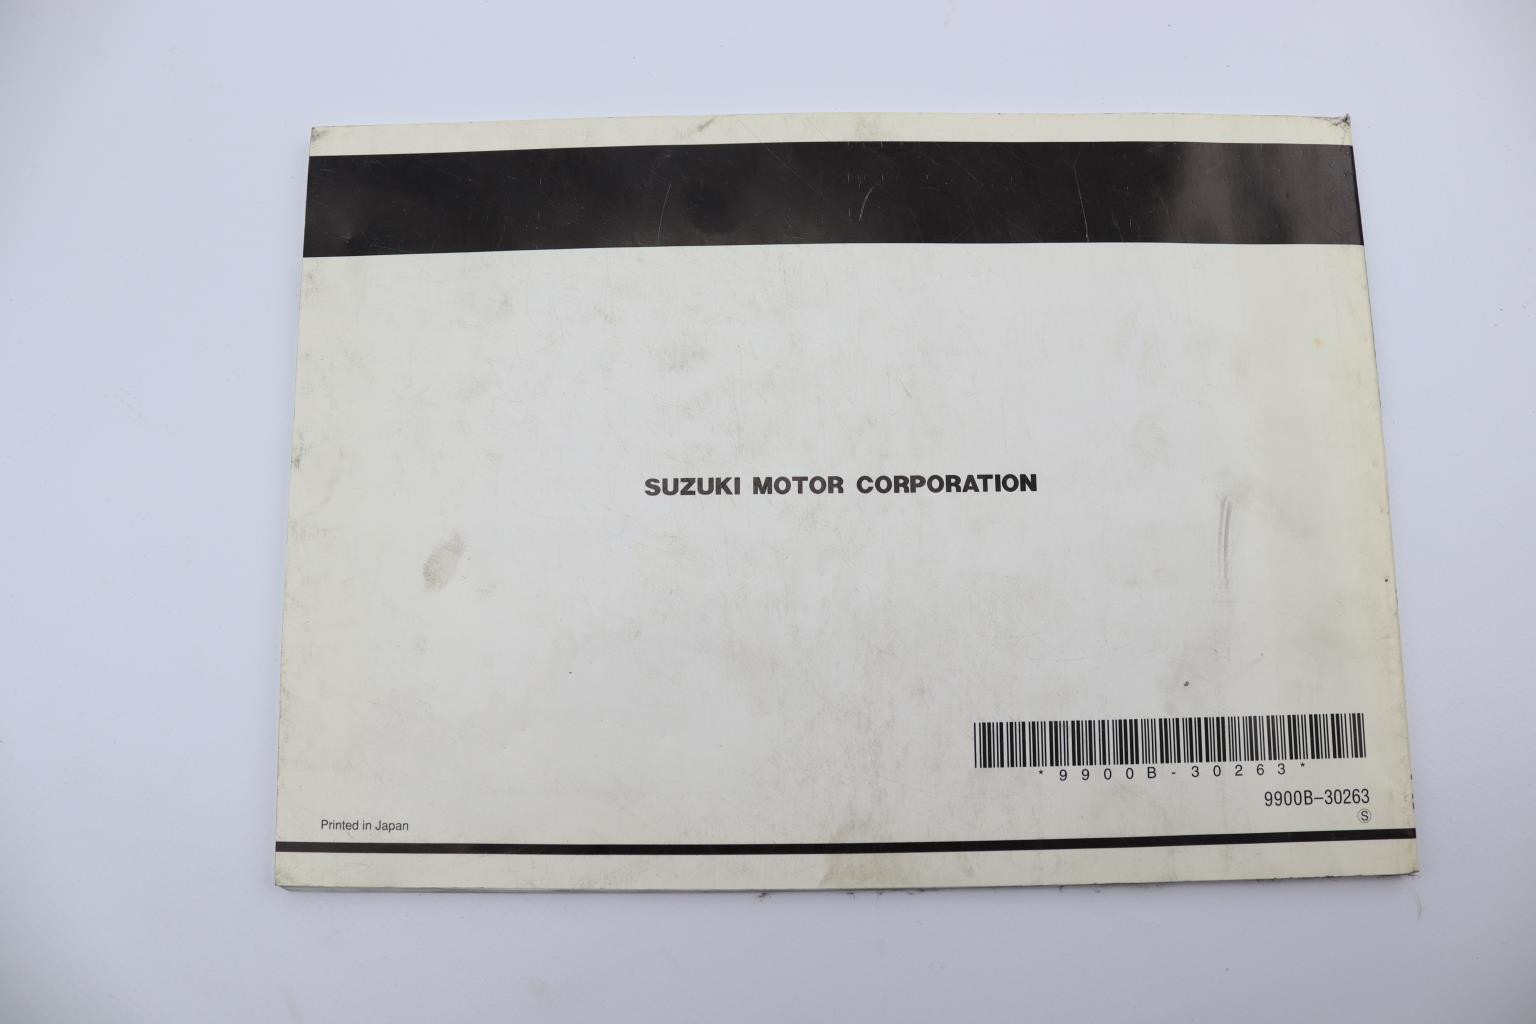 SUZUKI MOTOR CORPORATION
*9900B-30263*
9900B-30263
Ⓢ
Printed in Japan